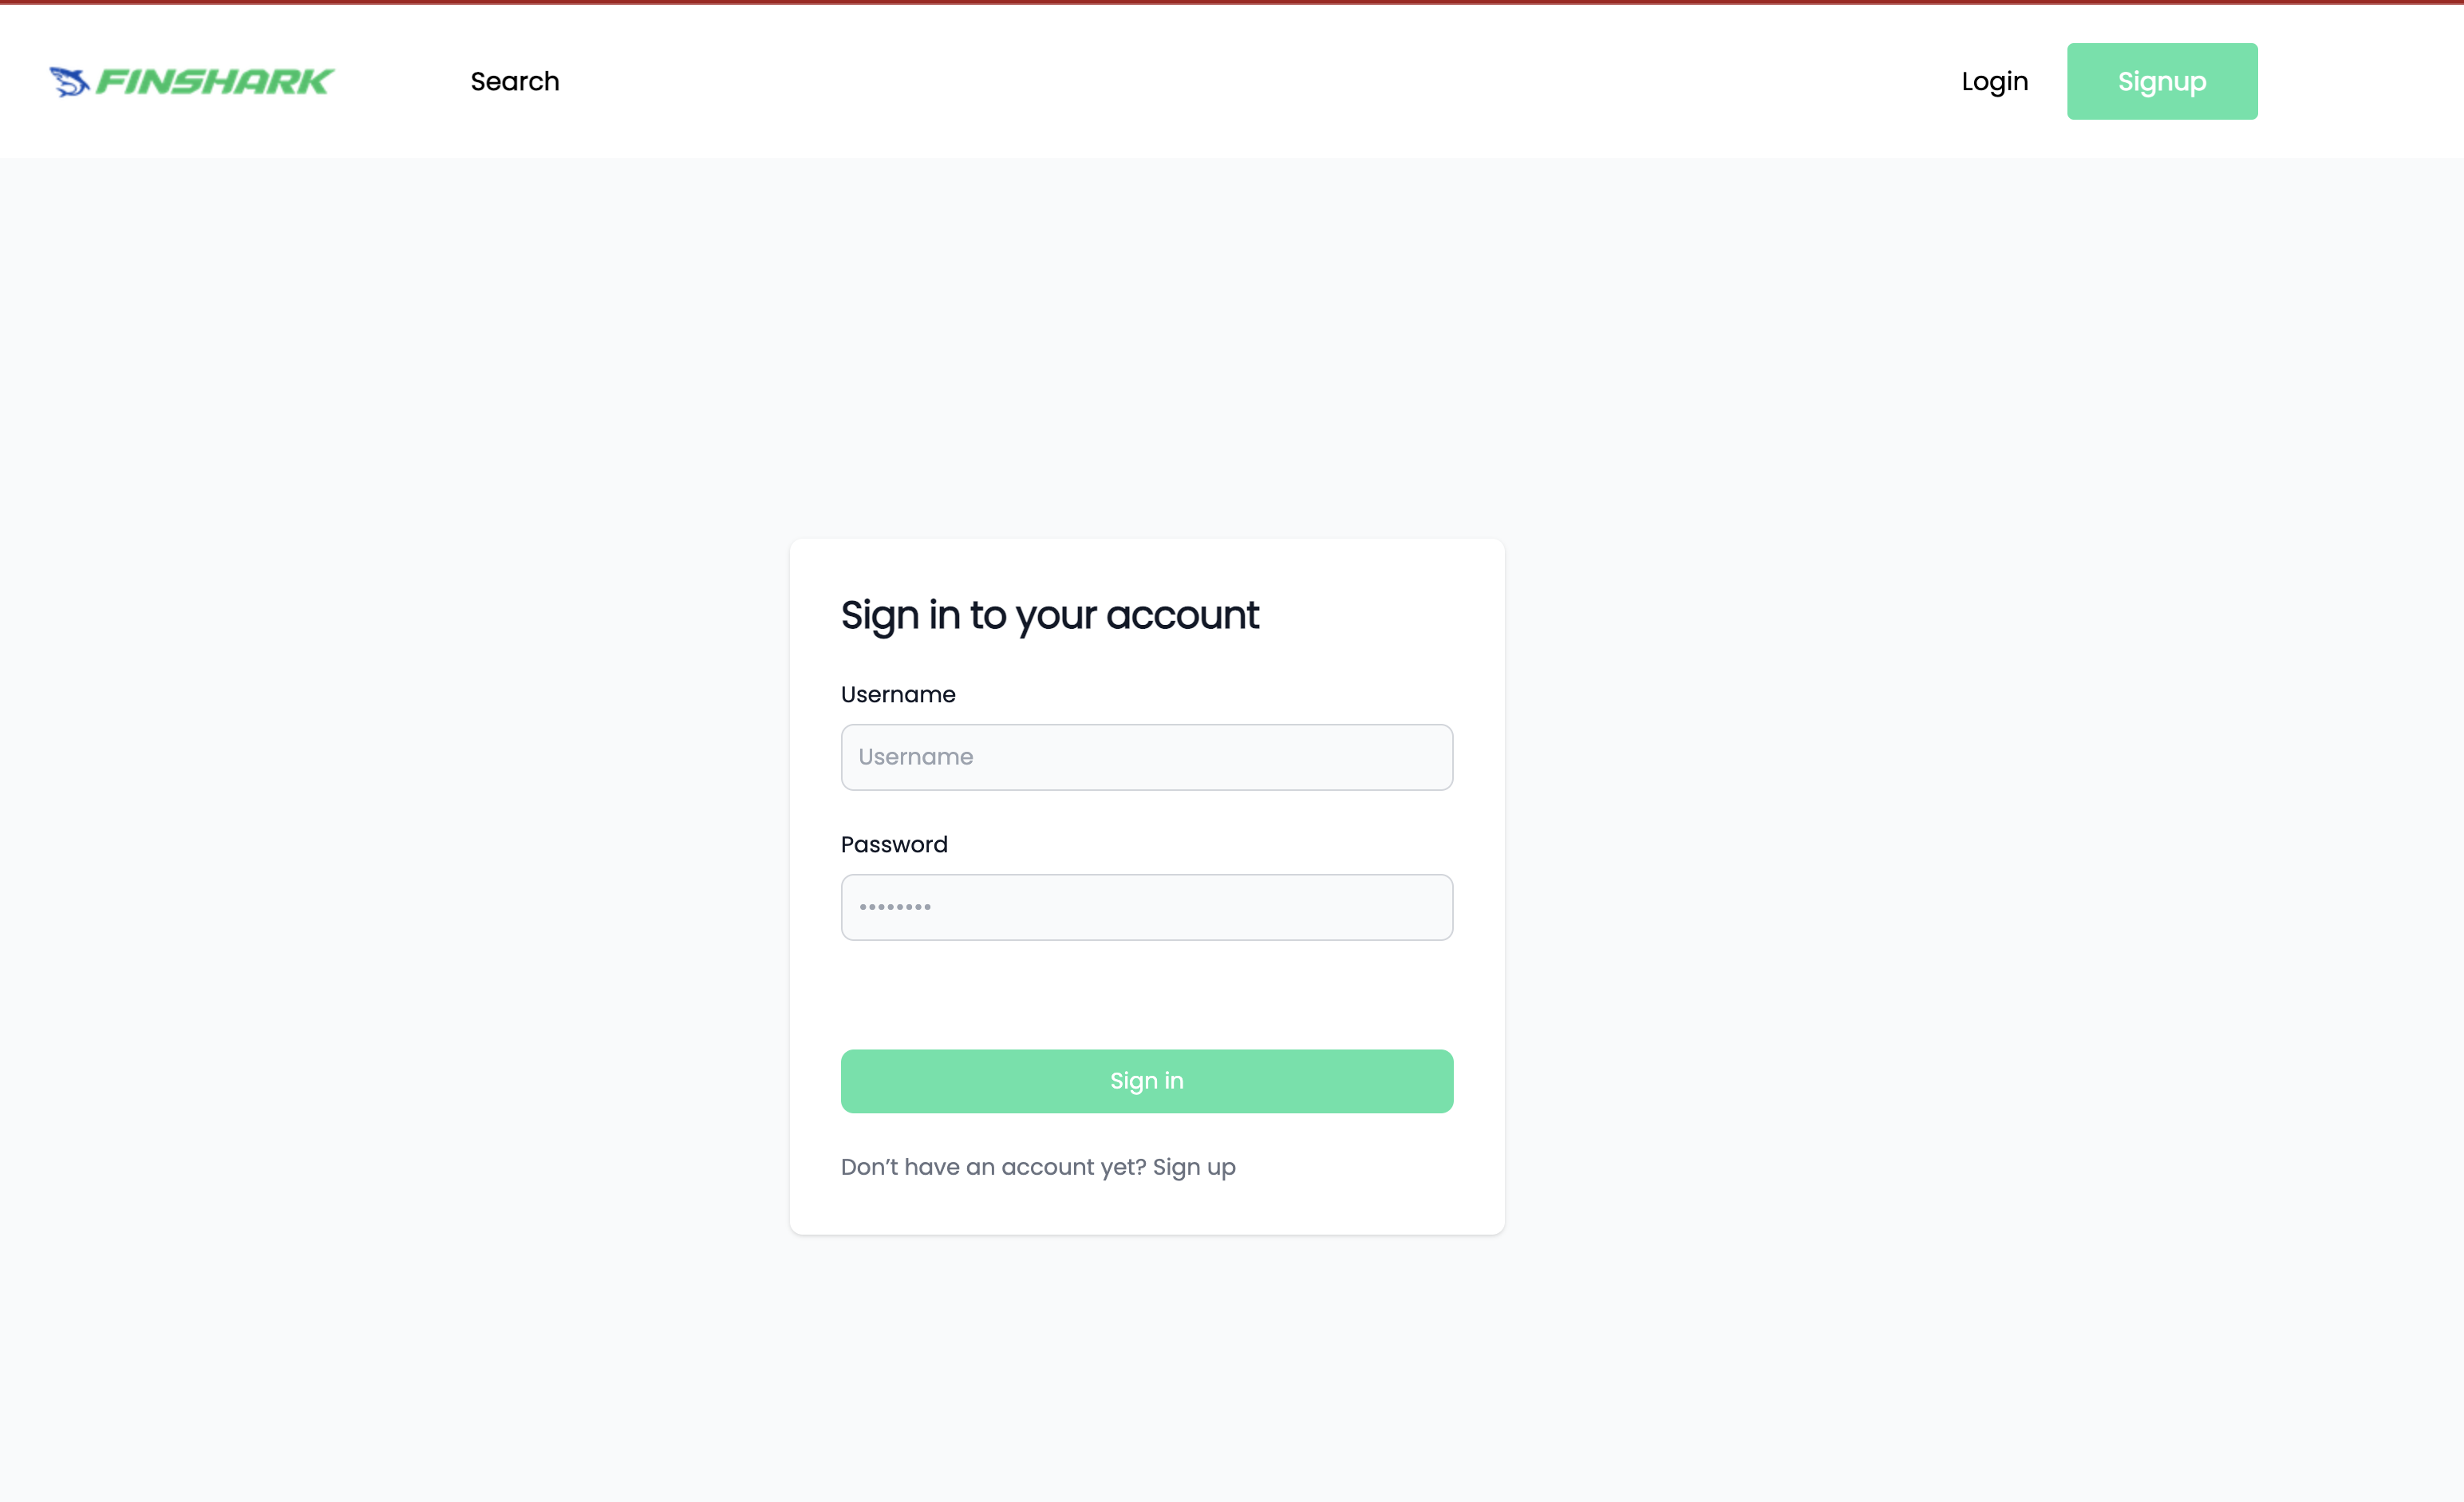 FINSHARK
Search
Login
Signup
Sign in to your account
Username
Username
Password
••••••••
Sign in
Don’t have an account yet? Sign up